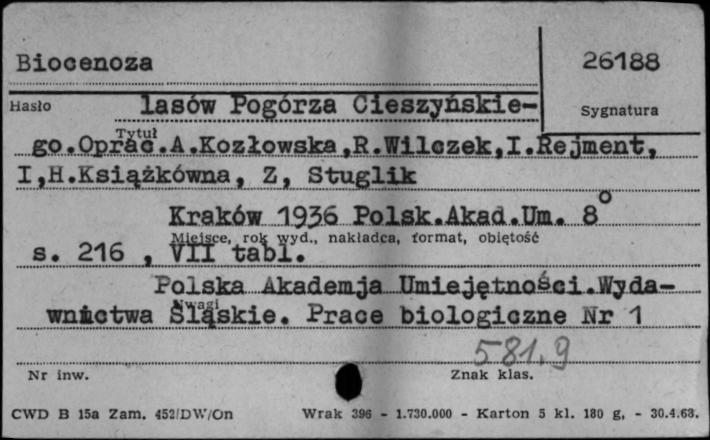 Biocenoza
26188
Hasło
lasów Pogórza Cieszyńskie-
Sygnatura
Tytuł
go.Oprac.A.Kozłowska,R.Wilczek,I.Rejment,
I,H.Książkówna, Z, Stuglik
Kraków 1936 Polsk.Akad.Um. 8°
Miejsce, rok wyd., nakładca, format, objętość
s. 216 , VII tabl.
Polska Akademja Umiejętności.Wyda-
Uwagi
wnictwa Śląskie. Prace biologiczne Nr 1
581.9
Nr inw.
Znak klas.
CWD B 15a Zam. 452/DW/On Wrak 396 - 1.730.000 - Karton 5 kl. 180 g, - 30.4.68.